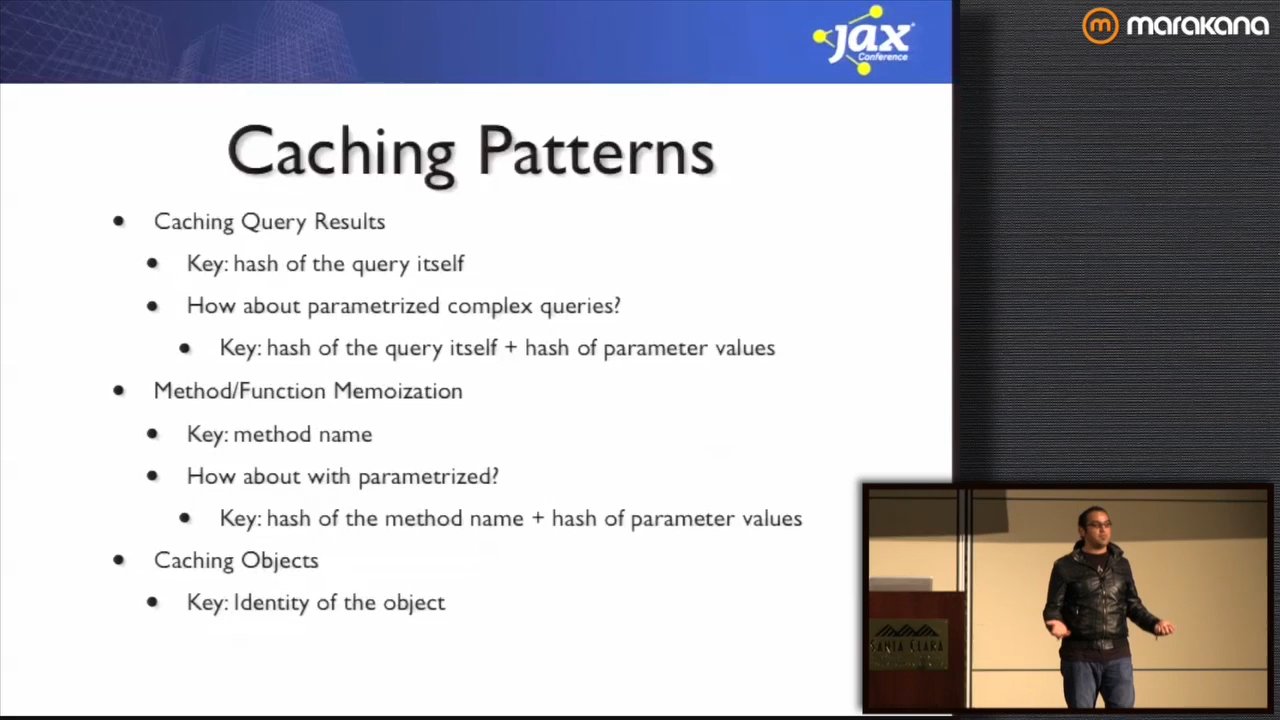 jax
Conference
m marakana
Caching Patterns
• Caching Query Results
• Key: hash of the query itself
• How about parametrized complex queries?
• Key: hash of the query itself + hash of parameter values
• Method/Function Memoization
• Key: method name
• How about with parametrized?
• Key: hash of the method name + hash of parameter values
• Caching Objects
• Key: Identity of the object
SANTA CLARA